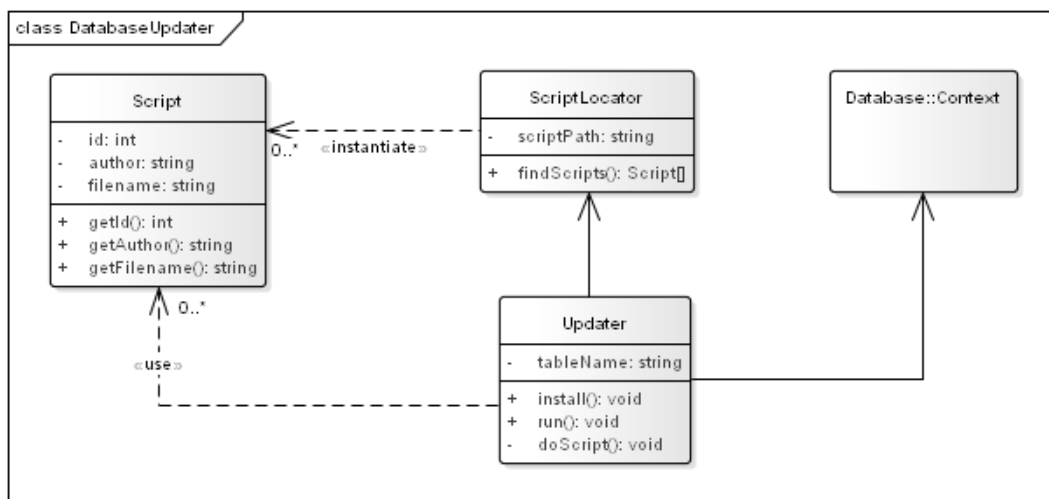 class DatabaseUpdater
Script
- id: int
- author: string
- filename: string
+ getId(): int
+ getAuthor(): string
+ getFilename(): string
0..*
«instantiate»
ScriptLocator
- scriptPath: string
+ findScripts(): Script[]
Database::Context
0..*
«use»
Updater
- tableName: string
+ install(): void
+ run(): void
- doScript(): void